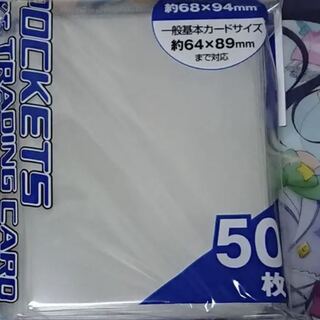 約68×94mm
一般基本カードサイズ
約64×89mm
まで対応
POCKETS
TRADING CARD
50
枚